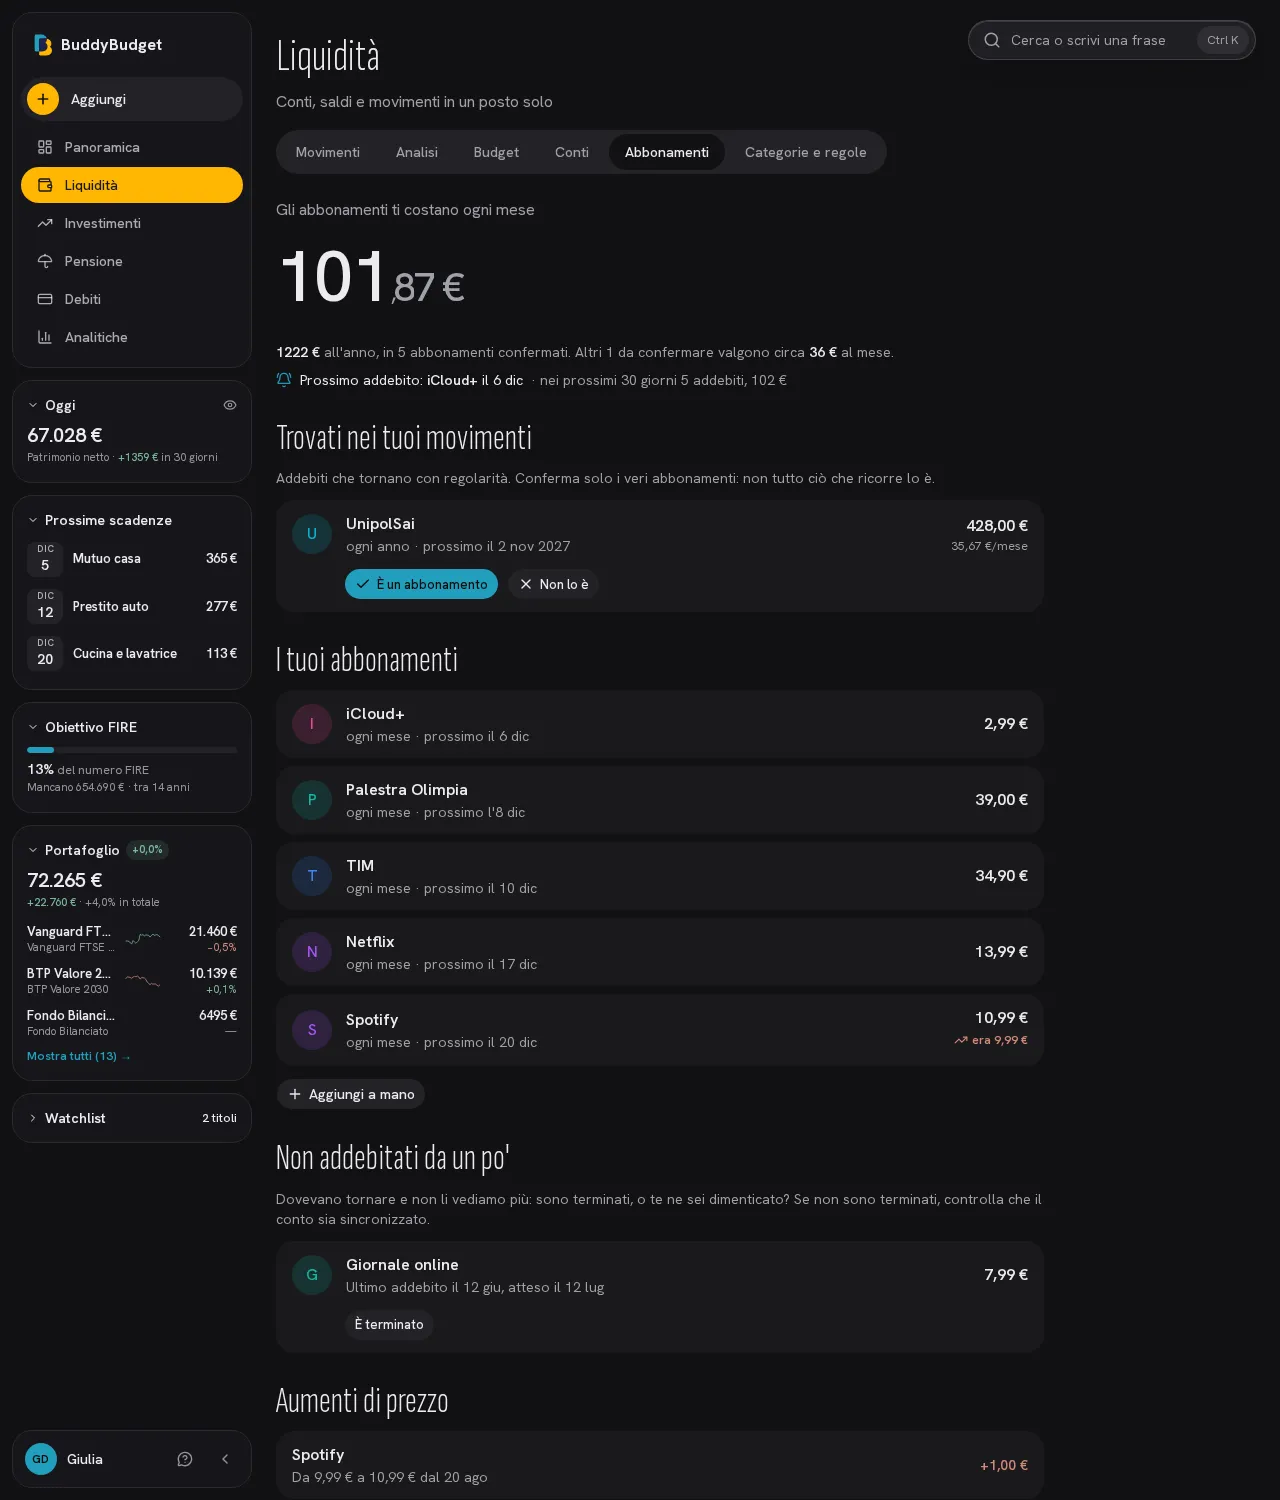 BuddyBudget
Aggiungi
Panoramica
Liquidità
Investimenti
Pensione
Debiti
Analitiche
Oggi
67.028 €
Patrimonio netto · +1359 € in 30 giorni
Prossime scadenze
DIC
5
Mutuo casa
365 €
DIC
12
Prestito auto
277 €
DIC
20
Cucina e lavatrice
113 €
Obiettivo FIRE
13% del numero FIRE
Mancano 654.690 € · tra 14 anni
Portafoglio
+0,0%
72.265 €
+22.760 € · +4,0% in totale
Vanguard FT...
21.460 €
Vanguard FTSE ...
−0,5%
BTP Valore 2...
10.139 €
BTP Valore 2030
+0,1%
Fondo Bilanci...
6495 €
Fondo Bilanciato
—
Mostra tutti (13) →
Watchlist
2 titoli
GD
Giulia
Liquidità
Cerca o scrivi una frase
Ctrl K
Conti, saldi e movimenti in un posto solo
Movimenti
Analisi
Budget
Conti
Abbonamenti
Categorie e regole
Gli abbonamenti ti costano ogni mese
101,87 €
1222 € all'anno, in 5 abbonamenti confermati. Altri 1 da confermare valgono circa 36 € al mese.
Prossimo addebito: iCloud+ il 6 dic · nei prossimi 30 giorni 5 addebiti, 102 €
Trovati nei tuoi movimenti
Addebiti che tornano con regolarità. Conferma solo i veri abbonamenti: non tutto ciò che ricorre lo è.
U
UnipolSai
428,00 €
ogni anno · prossimo il 2 nov 2027
35,67 €/mese
È un abbonamento
Non lo è
I tuoi abbonamenti
I
iCloud+
ogni mese · prossimo il 6 dic
2,99 €
P
Palestra Olimpia
ogni mese · prossimo l'8 dic
39,00 €
T
TIM
ogni mese · prossimo il 10 dic
34,90 €
N
Netflix
ogni mese · prossimo il 17 dic
13,99 €
S
Spotify
10,99 €
ogni mese · prossimo il 20 dic
era 9,99 €
Aggiungi a mano
Non addebitati da un po'
Dovevano tornare e non li vediamo più: sono terminati, o te ne sei dimenticato? Se non sono terminati, controlla che il
conto sia sincronizzato.
G
Giornale online
Ultimo addebito il 12 giu, atteso il 12 lug
7,99 €
È terminato
Aumenti di prezzo
Spotify
Da 9,99 € a 10,99 € dal 20 ago
+1,00 €